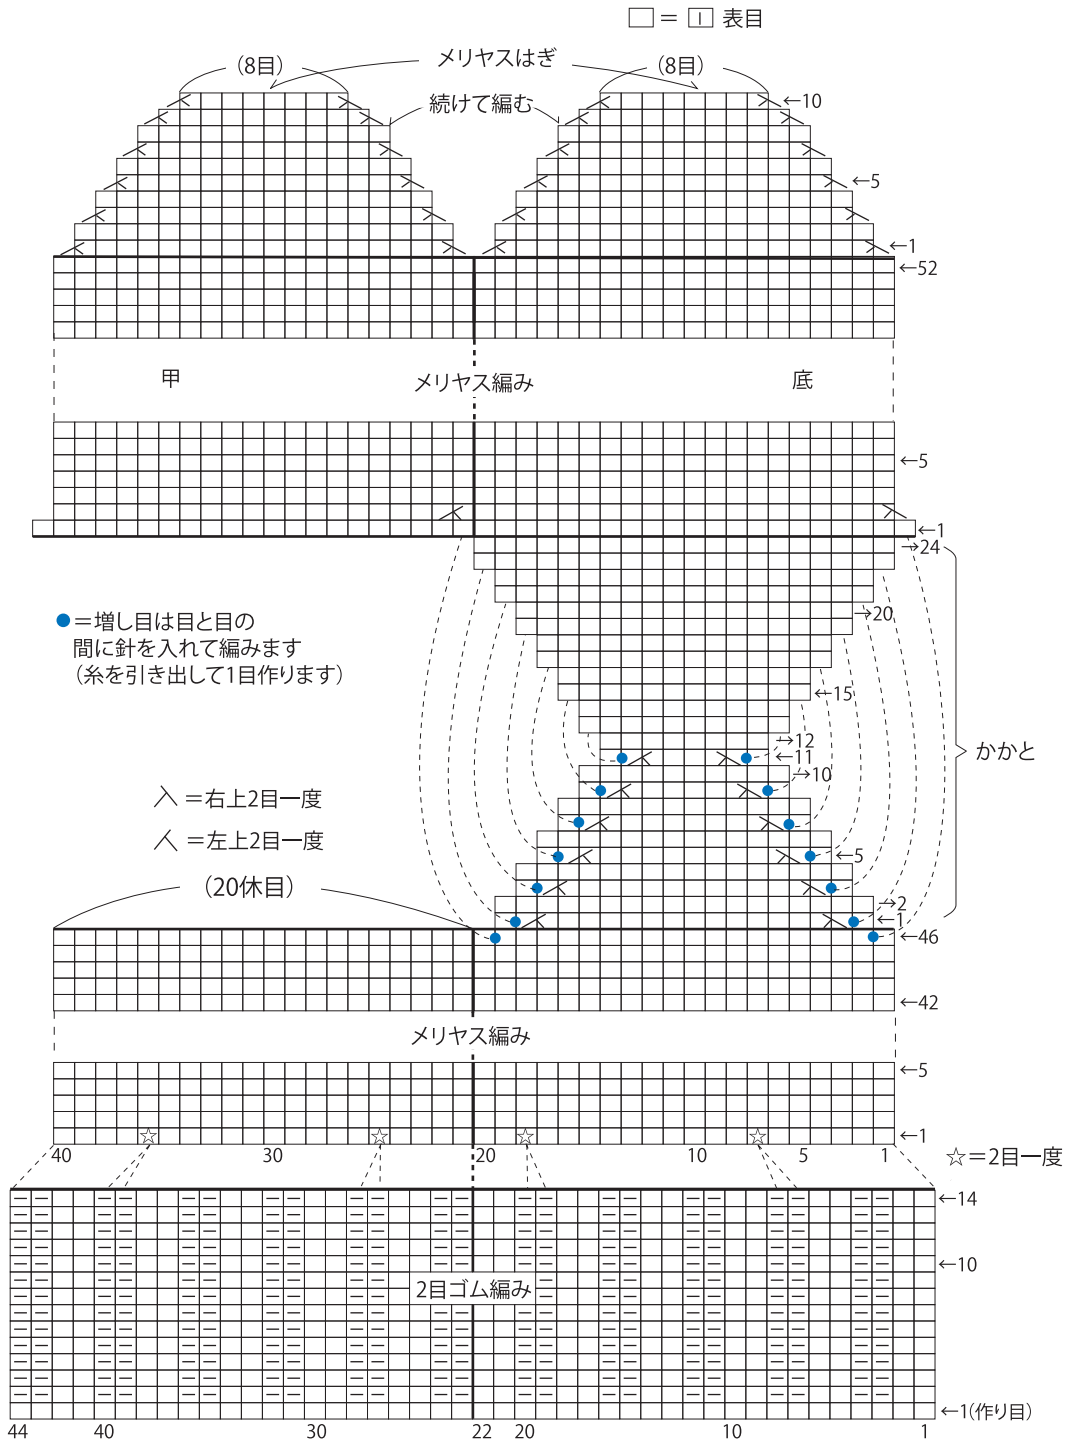 □＝｜ 表目
(8目) メリヤスはぎ (8目)
続けて編む
←10
←5
←1
←52
甲 メリヤス編み 底
←5
←1
→24
→20
←15
→12
←11
→10
←5
→2
←1
かかと
●＝増し目は目と目の
間に針を入れて編みます
(糸を引き出して1目作ります)
入＝右上2目一度
人＝左上2目一度
(20休目)
←46
←42
メリヤス編み
←5
←1
40 30 20 10 5 1
☆＝2目一度
←14
←10
2目ゴム編み
←1(作り目)
44 40 30 22 20 10 1